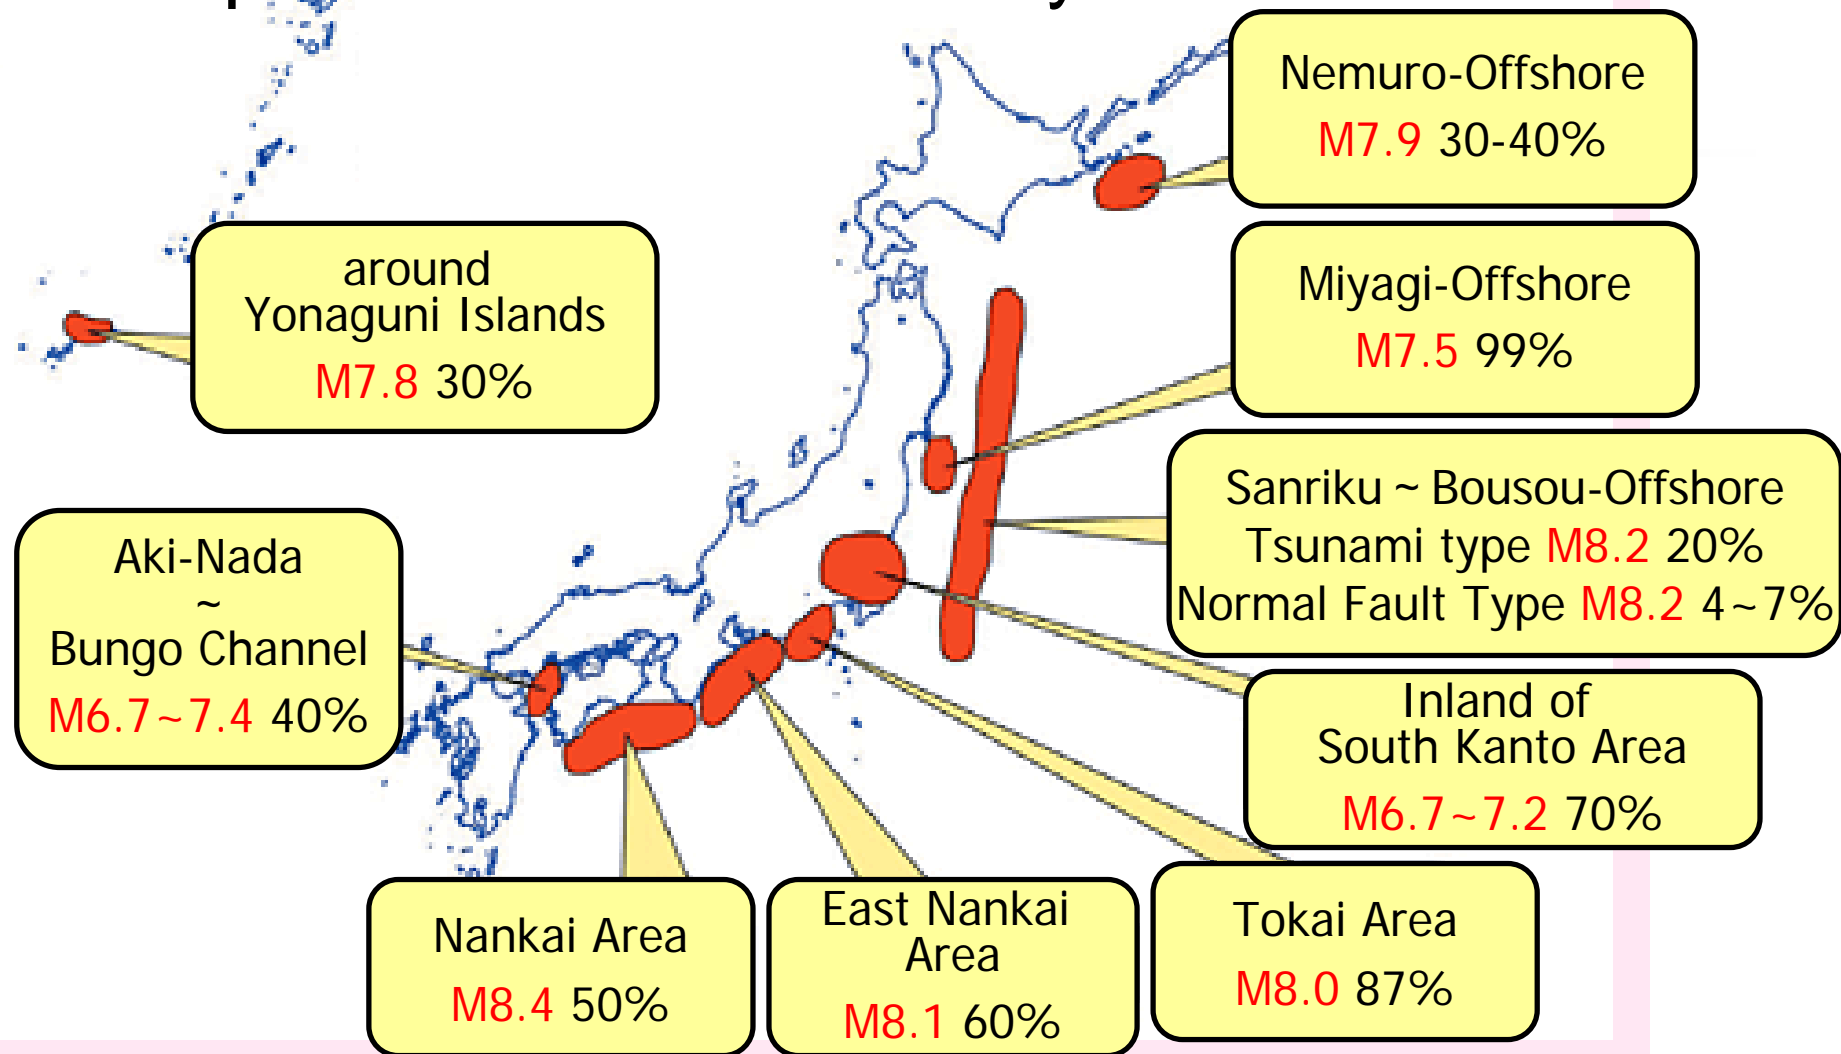 Nemuro-Offshore
M7.9 30-40%
around
Yonaguni Islands
M7.8 30%
Miyagi-Offshore
M7.5 99%
Sanriku ~ Bousou-Offshore
Tsunami type M8.2 20%
Normal Fault Type M8.2 4~7%
Aki-Nada
~
Bungo Channel
M6.7~7.4 40%
Inland of
South Kanto Area
M6.7~7.2 70%
Nankai Area
M8.4 50%
East Nankai
Area
M8.1 60%
Tokai Area
M8.0 87%